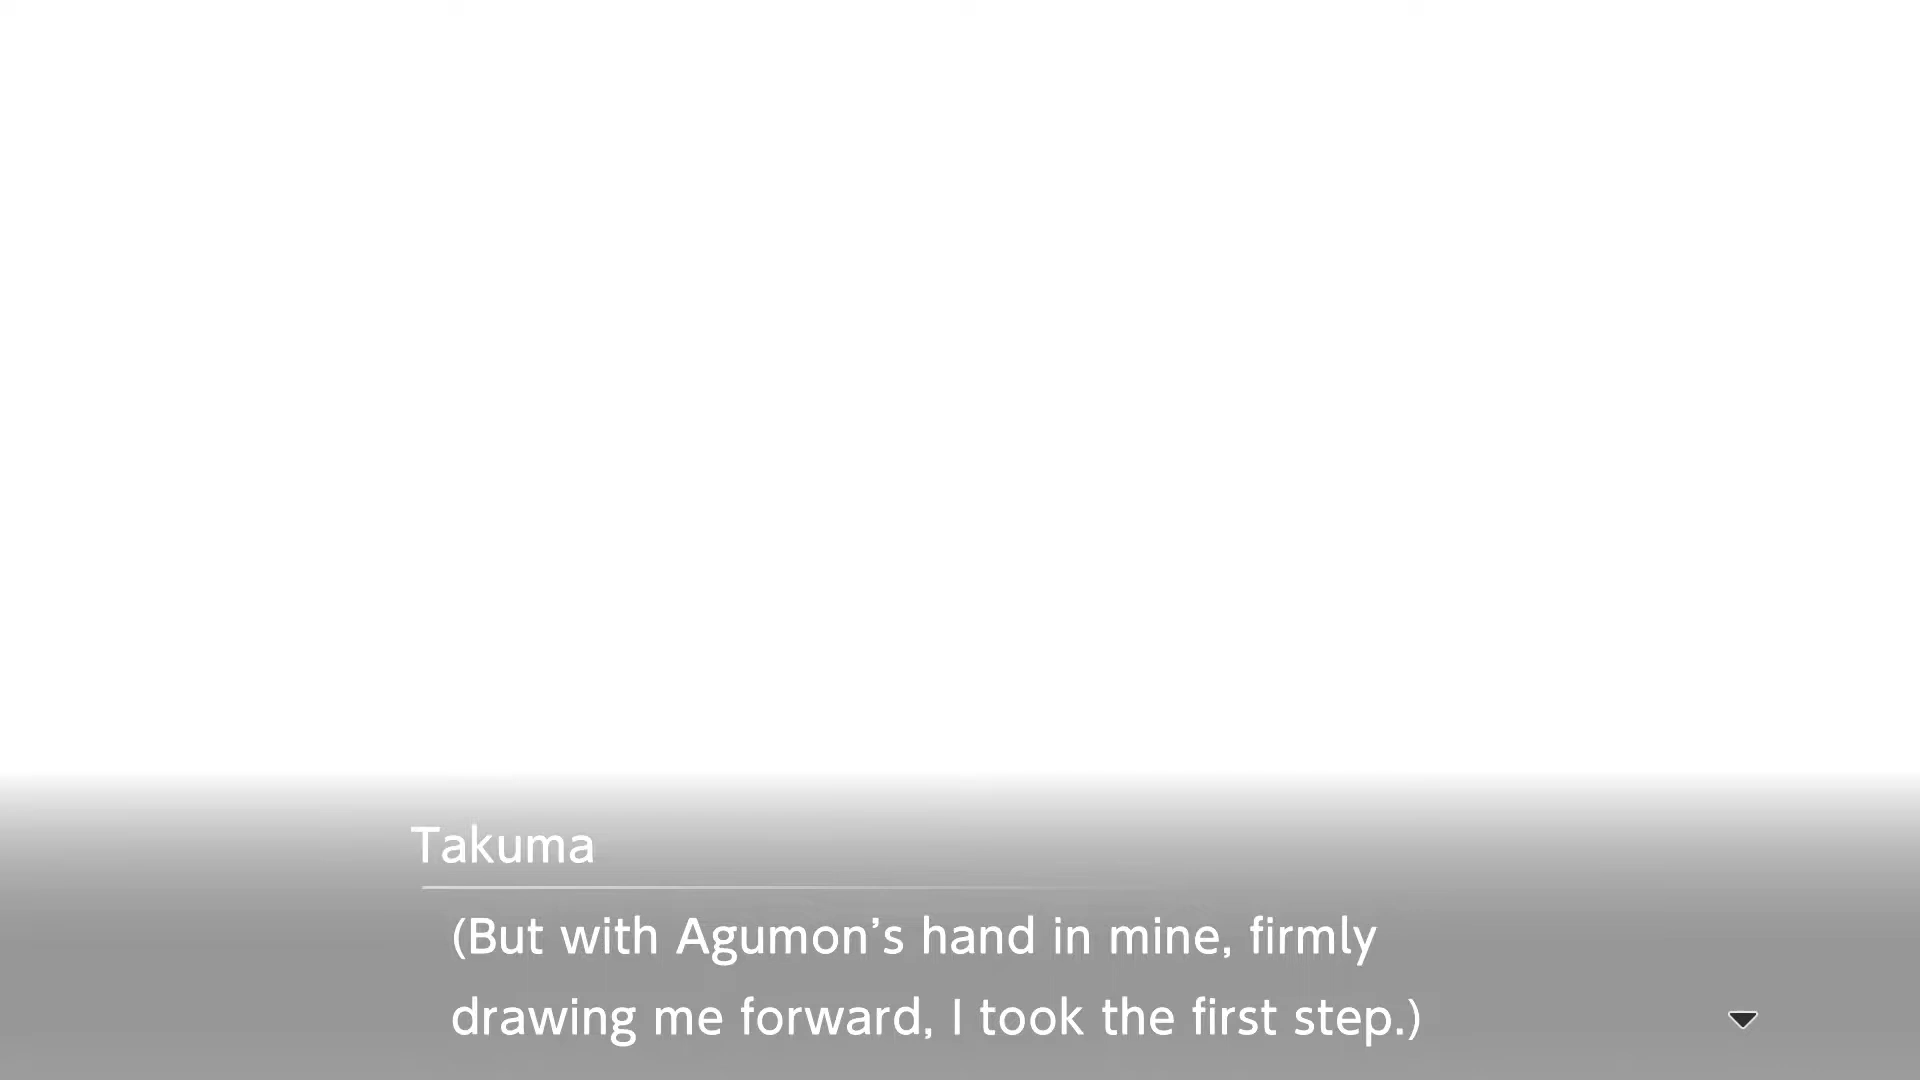 Takuma
(But with Agumon’s hand in mine, firmly
drawing me forward, I took the first step.)